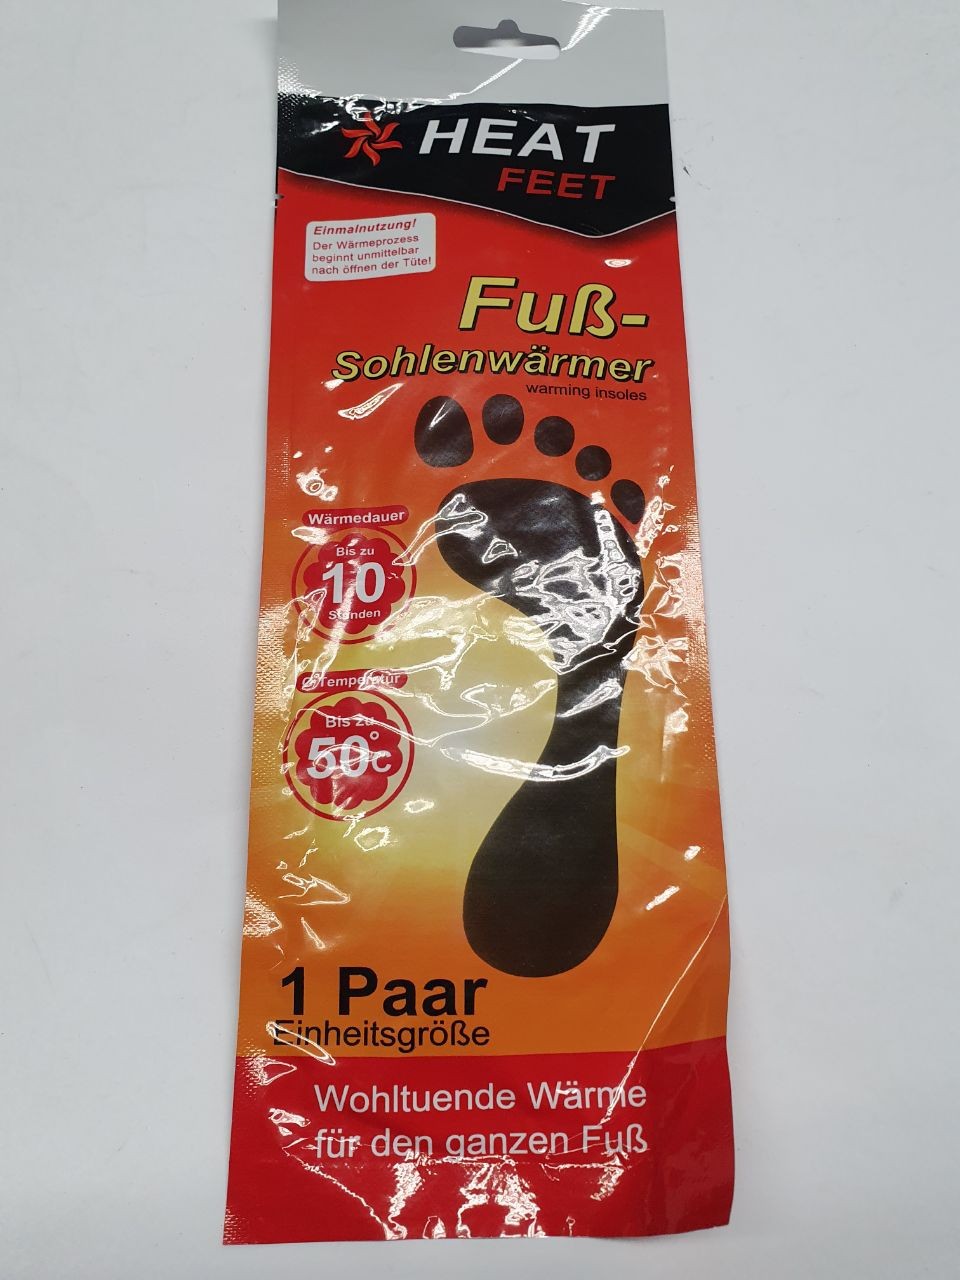 HEAT
FEET
Einmalnutzung!
Der Wärmeprozess
beginnt unmittelbar
nach öffnen der Tüte!
Fuß-
Sohlenwärmer
warming insoles
Wärmedauer
Bis zu
10
Stunden
Ø Temperatur
Bis zu
50°C
1 Paar
Einheitsgröße
Wohltuende Wärme
für den ganzen Fuß